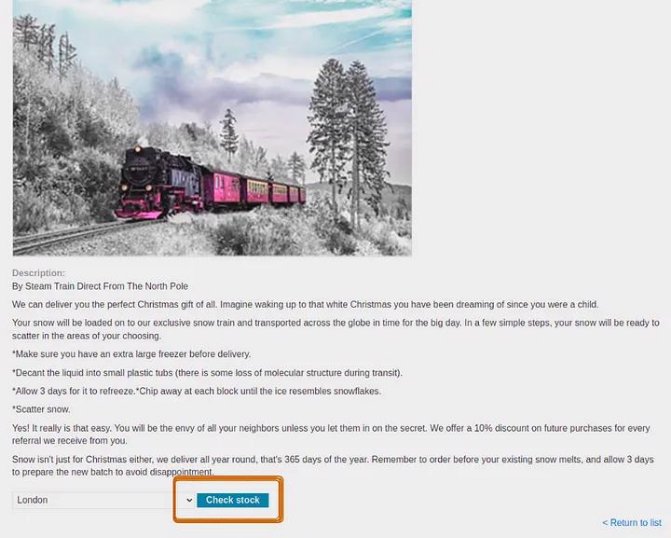 Description:
By Steam Train Direct From The North Pole
We can deliver you the perfect Christmas gift of all. Imagine waking up to that white Christmas you have been dreaming of since you were a child.
Your snow will be loaded on to our exclusive snow train and transported across the globe in time for the big day. In a few simple steps, your snow will be ready to
scatter in the areas of your choosing.
*Make sure you have an extra large freezer before delivery.
*Decant the liquid into small plastic tubs (there is some loss of molecular structure during transit).
*Allow 3 days for it to refreeze.*Chip away at each block until the ice resembles snowflakes.
*Scatter snow.
Yes! It really is that easy. You will be the envy of all your neighbors unless you let them in on the secret. We offer a 10% discount on future purchases for every
referral we receive from you.
Snow isn't just for Christmas either, we deliver all year round, that's 365 days of the year. Remember to order before your existing snow melts, and allow 3 days
to prepare the new batch to avoid disappointment.
London Check stock
< Return to list